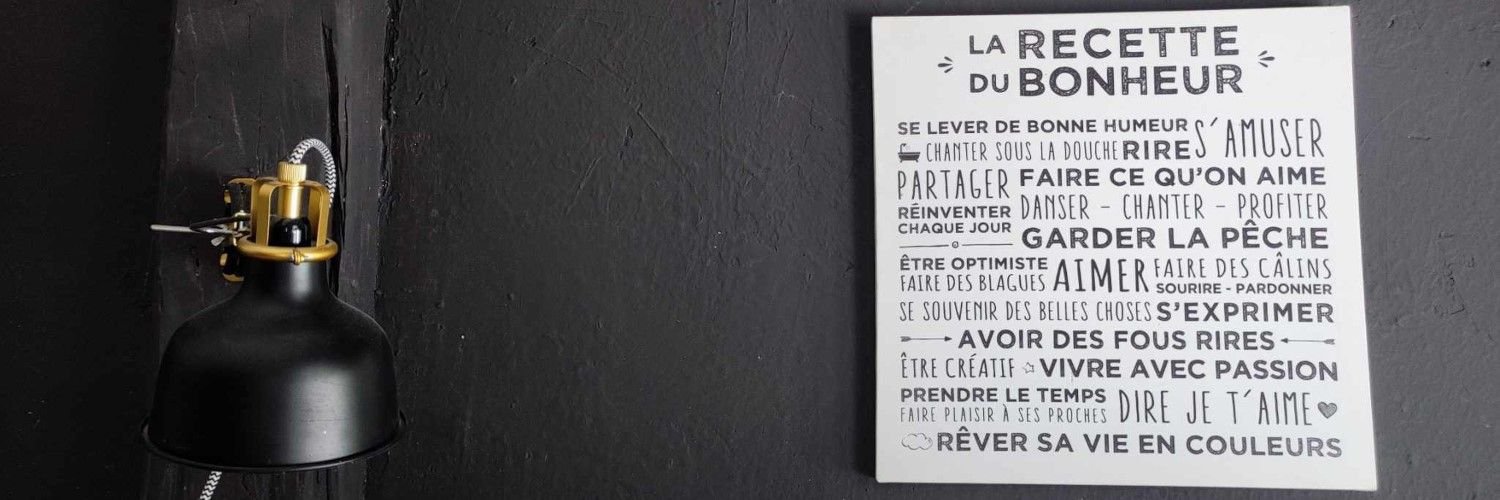 LA RECETTE
DU BONHEUR
SE LEVER DE BONNE HUMEUR
CHANTER SOUS LA DOUCHE RIRE S'AMUSER
PARTAGER FAIRE CE QU'ON AIME
RÉINVENTER
CHAQUE JOUR
DANSER - CHANTER - PROFITER
GARDER LA PÊCHE
ÊTRE OPTIMISTE
FAIRE DES BLAGUES
AIMER
FAIRE DES CÂLINS
SOURIRE - PARDONNER
SE SOUVENIR DES BELLES CHOSES S'EXPRIMER
AVOIR DES FOUS RIRES
ÊTRE CRÉATIF VIVRE AVEC PASSION
PRENDRE LE TEMPS
FAIRE PLAISIR À SES PROCHES
DIRE JE T'AIME
RÊVER SA VIE EN COULEURS